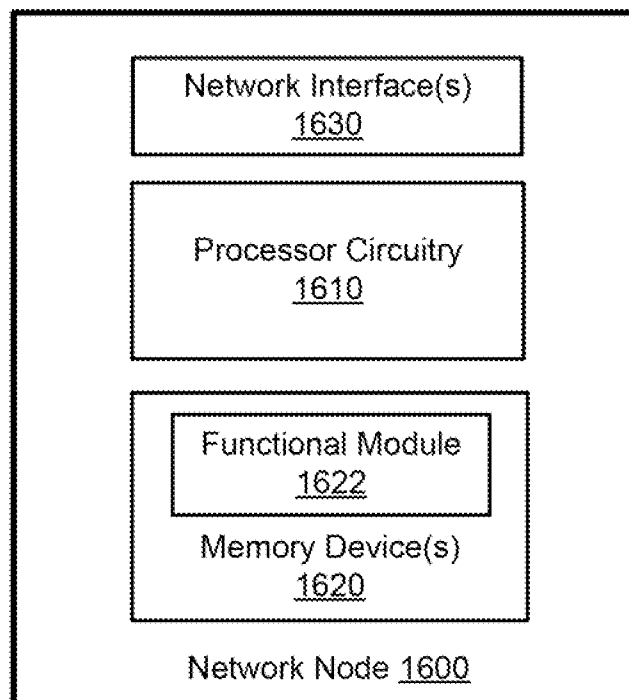 Network Interface(s)
1630
Processor Circuitry
1610
Functional Module
1622
Memory Device(s)
1620
Network Node 1600